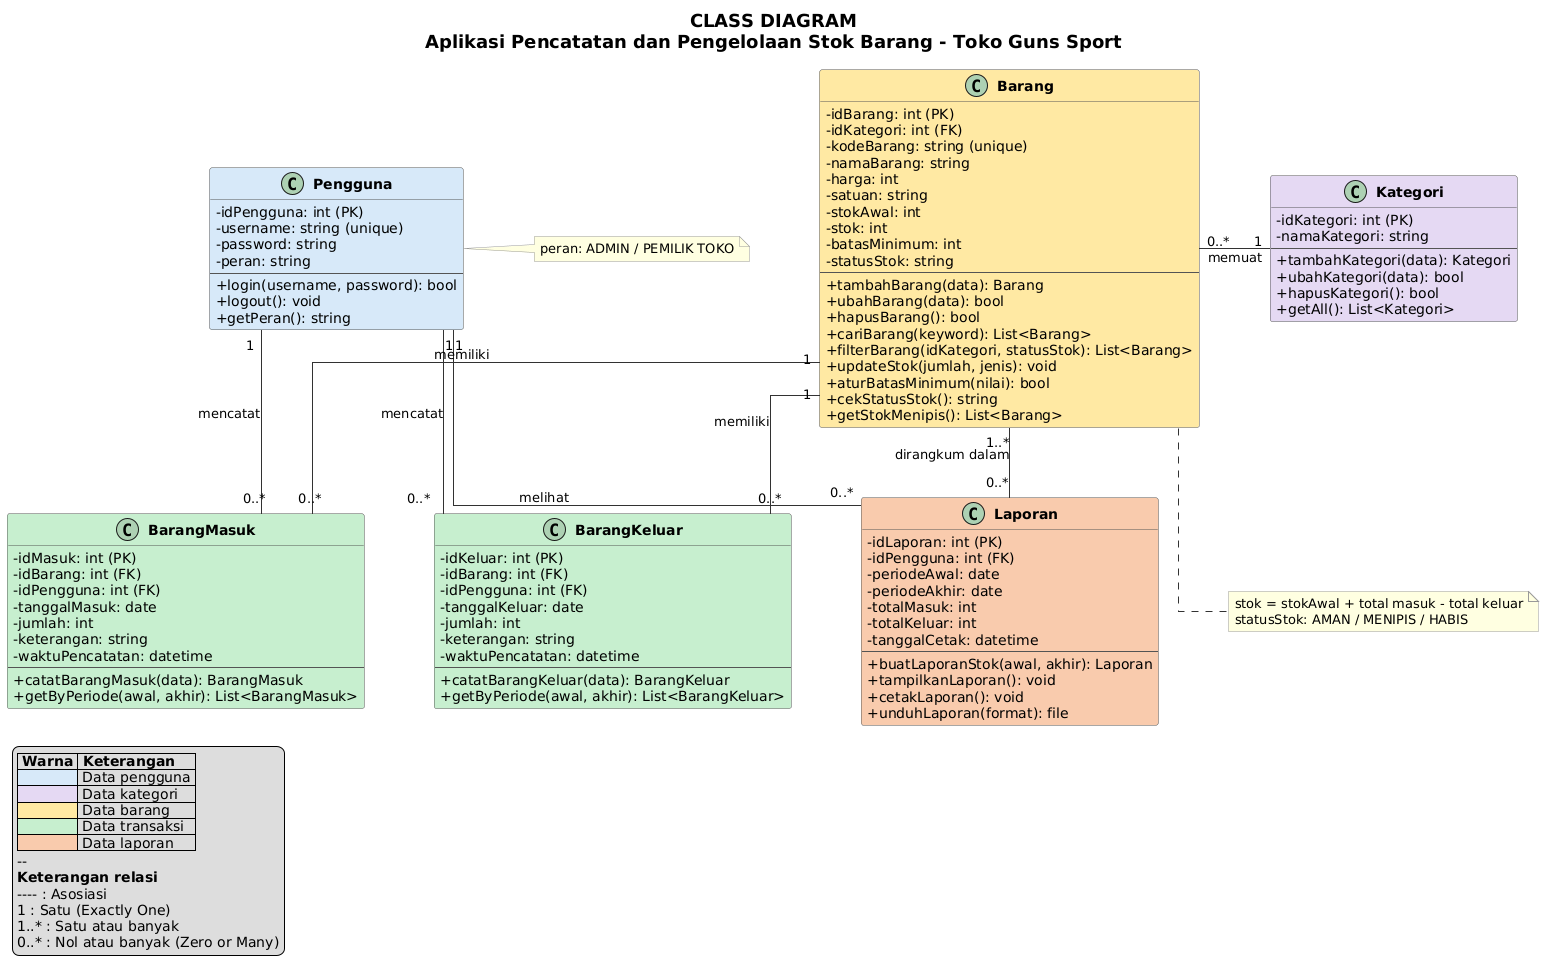 CLASS DIAGRAM
Aplikasi Pencatatan dan Pengelolaan Stok Barang - Toko Guns Sport
C Barang
-idBarang: int (PK)
-idKategori: int (FK)
-kodeBarang: string (unique)
-namaBarang: string
-harga: int
-satuan: string
-stokAwal: int
-stok: int
-batasMinimum: int
-statusStok: string
+tambahBarang(data): Barang
+ubahBarang(data): bool
+hapusBarang(): bool
+cariBarang(keyword): List<Barang>
+filterBarang(idKategori, statusStok): List<Barang>
+updateStok(jumlah, jenis): void
+aturBatasMinimum(nilai): bool
+cekStatusStok(): string
+getStokMenipis(): List<Barang>
C Pengguna
-idPengguna: int (PK)
-username: string (unique)
-password: string
-peran: string
+login(username, password): bool
+logout(): void
+getPeran(): string
peran: ADMIN / PEMILIK TOKO
C Kategori
-idKategori: int (PK)
-namaKategori: string
+tambahKategori(data): Kategori
+ubahKategori(data): bool
+hapusKategori(): bool
+getAll(): List<Kategori>
0..* 1
memuat
1
1
1
memiliki
1
1
mencatat
mencatat
memiliki
1..*
dirangkum dalam
0..*
0..*
0..*
0..*
melihat
0..*
0..*
C BarangMasuk
-idMasuk: int (PK)
-idBarang: int (FK)
-idPengguna: int (FK)
-tanggalMasuk: date
-jumlah: int
-keterangan: string
-waktuPencatatan: datetime
+catatBarangMasuk(data): BarangMasuk
+getByPeriode(awal, akhir): List<BarangMasuk>
C BarangKeluar
-idKeluar: int (PK)
-idBarang: int (FK)
-idPengguna: int (FK)
-tanggalKeluar: date
-jumlah: int
-keterangan: string
-waktuPencatatan: datetime
+catatBarangKeluar(data): BarangKeluar
+getByPeriode(awal, akhir): List<BarangKeluar>
C Laporan
-idLaporan: int (PK)
-idPengguna: int (FK)
-periodeAwal: date
-periodeAkhir: date
-totalMasuk: int
-totalKeluar: int
-tanggalCetak: datetime
+buatLaporanStok(awal, akhir): Laporan
+tampilkanLaporan(): void
+cetakLaporan(): void
+unduhLaporan(format): file
stok = stokAwal + total masuk - total keluar
statusStok: AMAN / MENIPIS / HABIS
Warna Keterangan
Data pengguna
Data kategori
Data barang
Data transaksi
Data laporan
--
Keterangan relasi
---- : Asosiasi
1 : Satu (Exactly One)
1..* : Satu atau banyak
0..* : Nol atau banyak (Zero or Many)